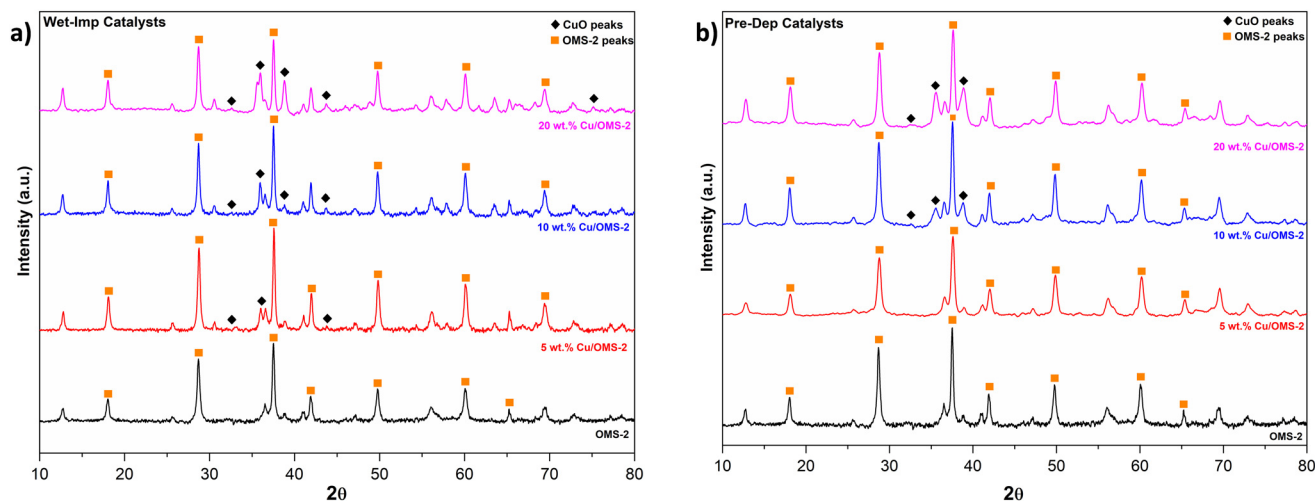 a)
Wet-Imp Catalysts
CuO peaks
OMS-2 peaks
20 wt.% Cu/OMS-2
10 wt.% Cu/OMS-2
5 wt.% Cu/OMS-2
OMS-2
Intensity (a.u.)
10 20 30 40 50 60 70 80
2θ
b)
Pre-Dep Catalysts
CuO peaks
OMS-2 peaks
20 wt.% Cu/OMS-2
10 wt.% Cu/OMS-2
5 wt.% Cu/OMS-2
OMS-2
Intensity (a.u.)
10 20 30 40 50 60 70 80
2θ